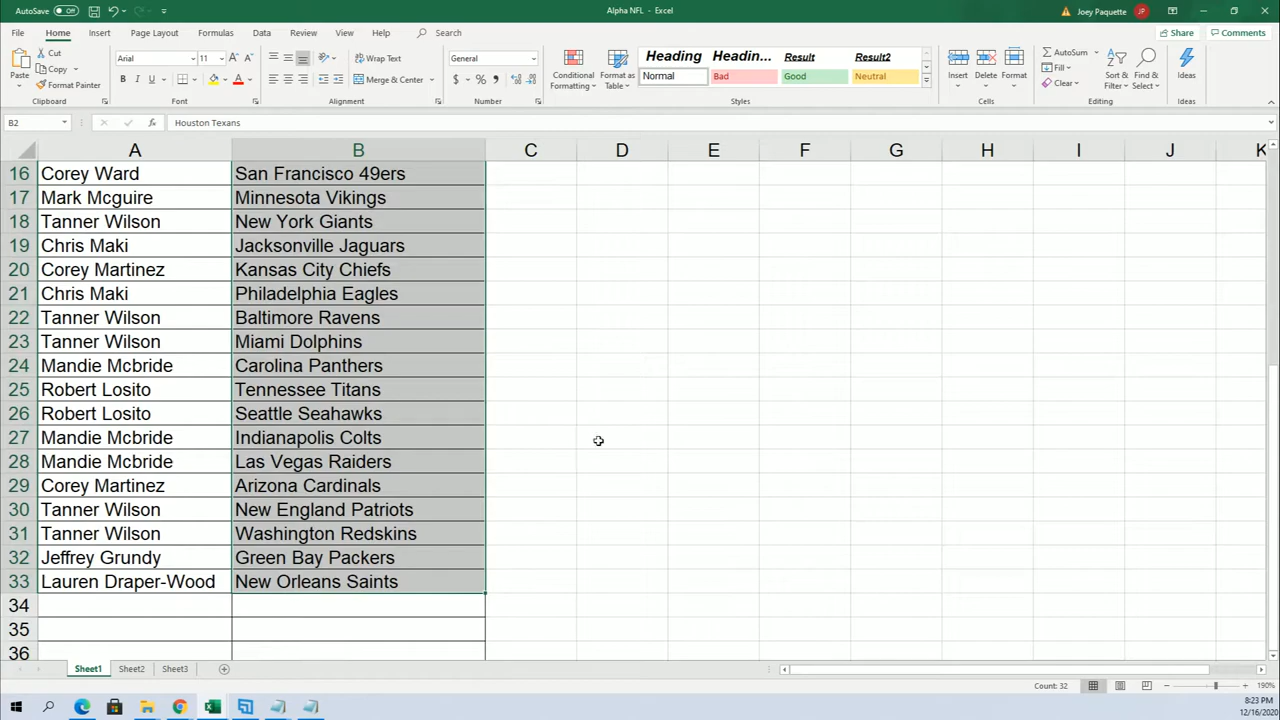 AutoSave Off Alpha NFL - Excel Joey Paquette JP
File Home Insert Page Layout Formulas Data Review View Help Search Share Comments
Paste Cut Copy Format Painter Clipboard
Arial 11 A A B I U A Font
Merge & Center Alignment
General $ % 9 Number
Conditional Formatting Format as Table
Heading Headin... Result Result2
Normal Bad Good Neutral
Styles
Insert Delete Format Cells
AutoSum Fill Clear Sort & Filter Find & Select Editing
Ideas Ideas
B2 fx Houston Texans
A B C D E F G H I J K
16 Corey Ward San Francisco 49ers
17 Mark Mcguire Minnesota Vikings
18 Tanner Wilson New York Giants
19 Chris Maki Jacksonville Jaguars
20 Corey Martinez Kansas City Chiefs
21 Chris Maki Philadelphia Eagles
22 Tanner Wilson Baltimore Ravens
23 Tanner Wilson Miami Dolphins
24 Mandie Mcbride Carolina Panthers
25 Robert Losito Tennessee Titans
26 Robert Losito Seattle Seahawks
27 Mandie Mcbride Indianapolis Colts
28 Mandie Mcbride Las Vegas Raiders
29 Corey Martinez Arizona Cardinals
30 Tanner Wilson New England Patriots
31 Tanner Wilson Washington Redskins
32 Jeffrey Grundy Green Bay Packers
33 Lauren Draper-Wood New Orleans Saints
34
35
36
Sheet1 Sheet2 Sheet3
Count: 32 190%
8:23 PM
12/16/2020